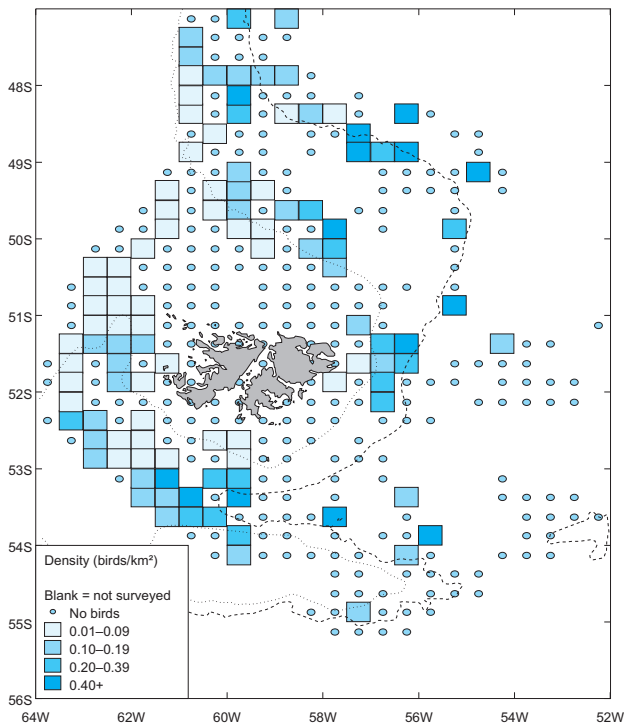 48S
49S
50S
51S
52S
53S
54S
55S
56S
Density (birds/km²)
Blank = not surveyed
No birds
0.01–0.09
0.10–0.19
0.20–0.39
0.40+
64W 62W 60W 58W 56W 54W 52W